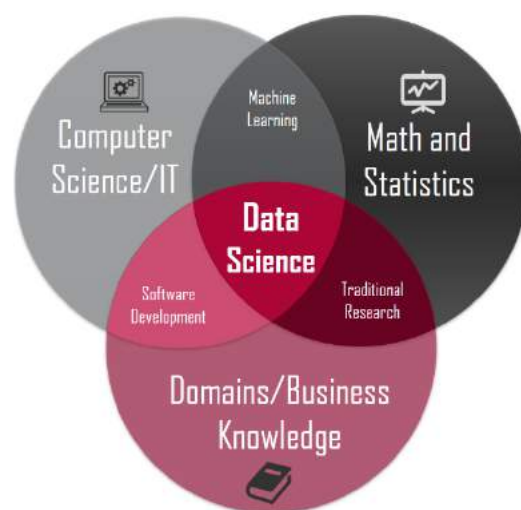 Computer
Science/IT
Machine
Learning
Math and
Statistics
Data
Science
Software
Development
Traditional
Research
Domains/Business
Knowledge